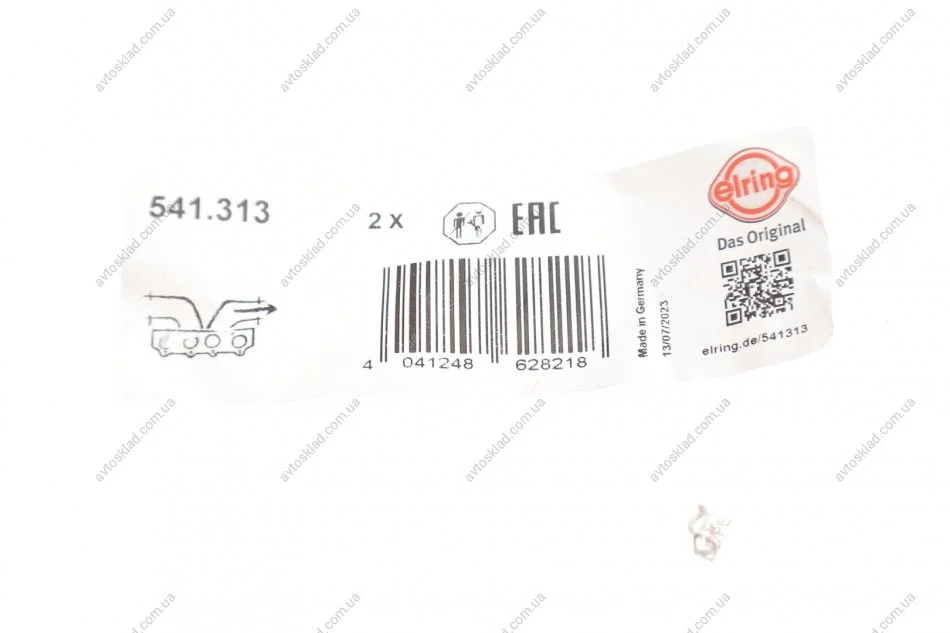 541.313
2 X
EAC
elring
Das Original
elring.de/541313
Made in Germany
13/07/2023
4 041248 628218
avtosklad.com.ua